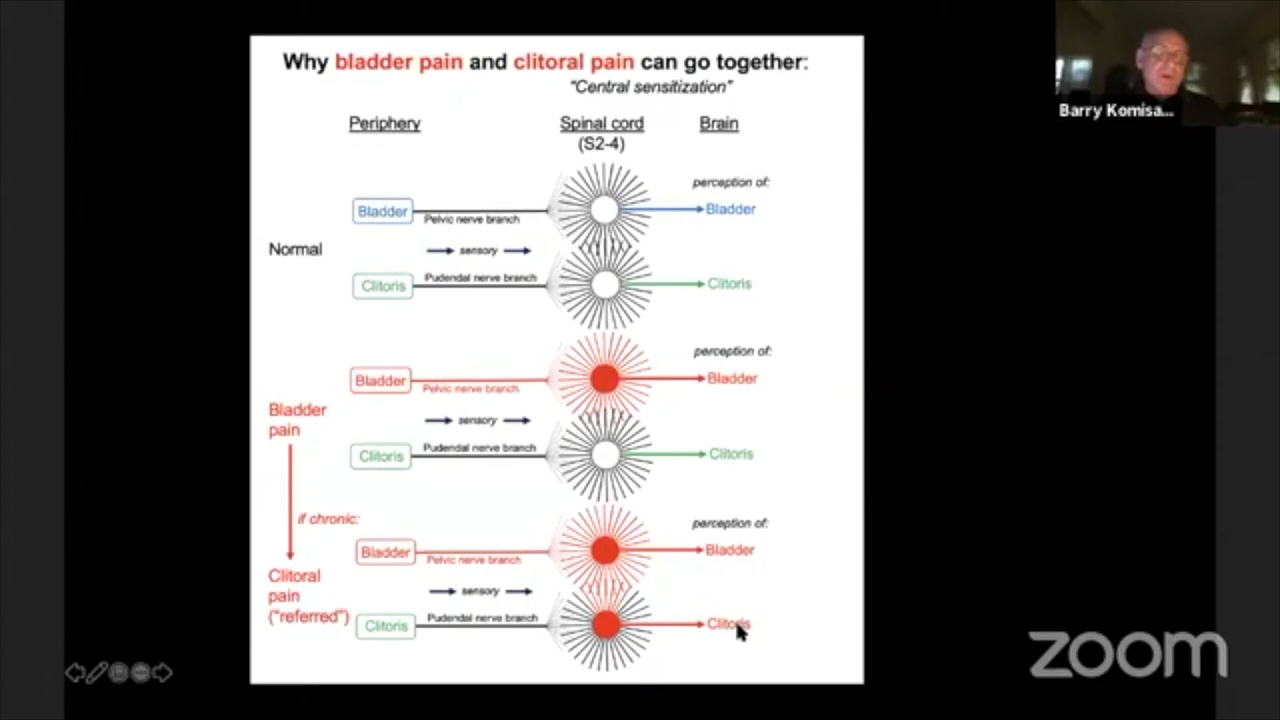 Why bladder pain and clitoral pain can go together:
"Central sensitization"
Periphery
Spinal cord
(S2-4)
Brain
perception of:
Bladder
Pelvic nerve branch
Bladder
Normal
sensory
Clitoris
Pudendal nerve branch
Clitoris
perception of:
Bladder
Pelvic nerve branch
Bladder
Bladder
pain
sensory
Clitoris
Pudendal nerve branch
Clitoris
if chronic:
perception of:
Bladder
Pelvic nerve branch
Bladder
Clitoral
pain
("referred")
sensory
Clitoris
Pudendal nerve branch
Clitoris
Barry Komisa...
zoom